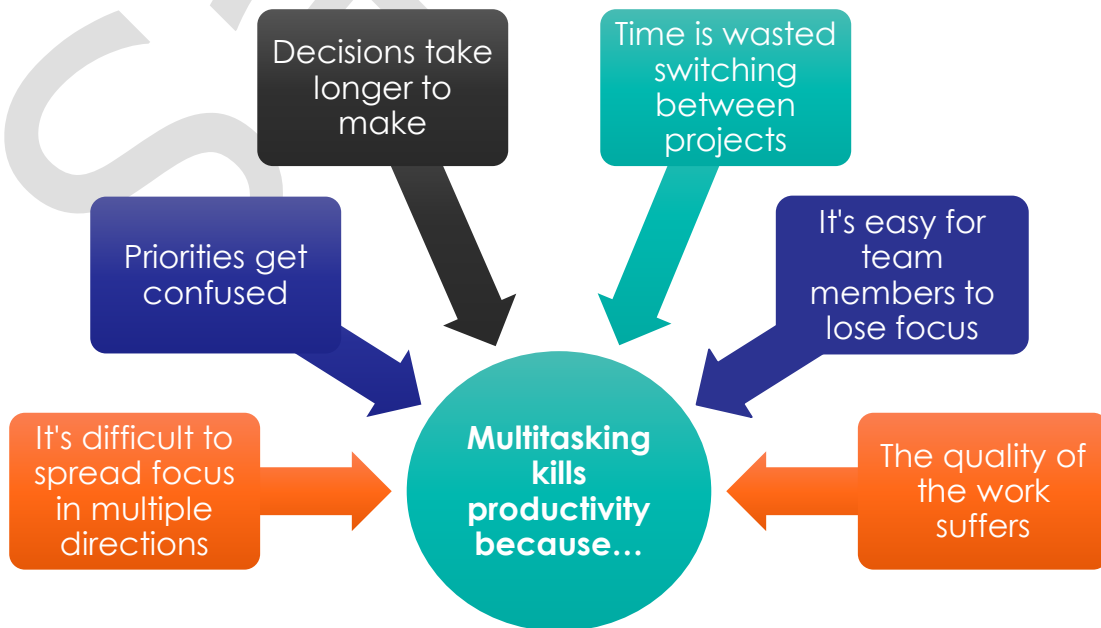 Decisions take
longer to
make
Time is wasted
switching
between
projects
Priorities get
confused
It's easy for
team
members to
lose focus
It's difficult to
spread focus
in multiple
directions
Multitasking
kills
productivity
because…
The quality of
the work
suffers